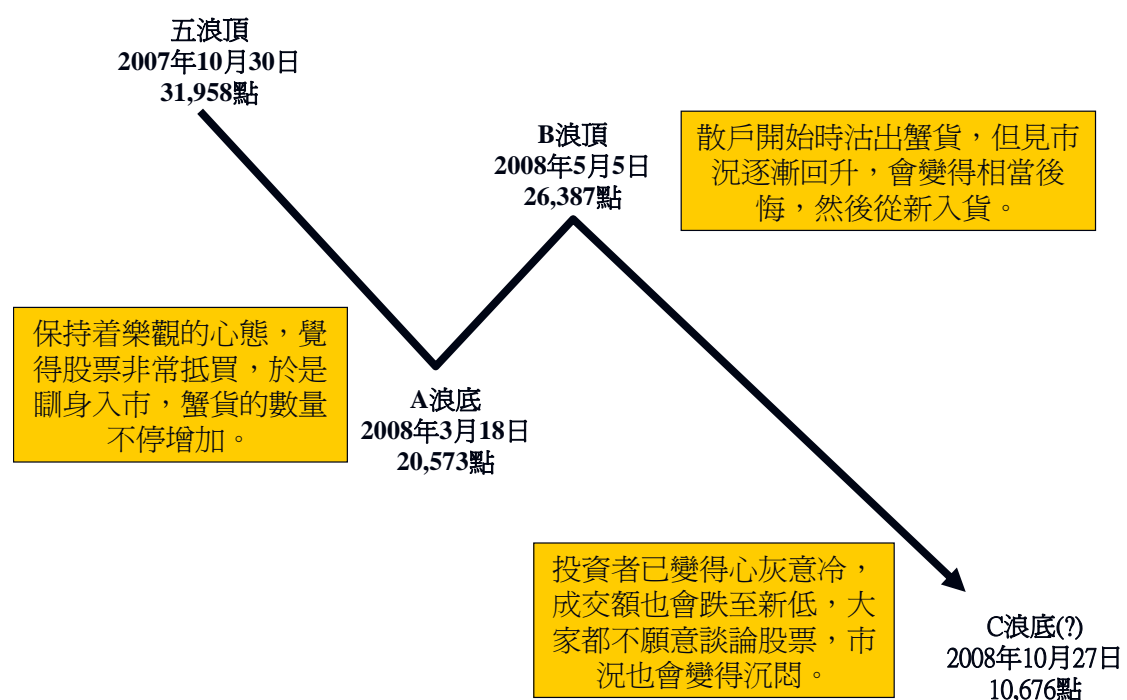 五浪頂
2007年10月30日
31,958點
B浪頂
2008年5月5日
26,387點
散戶開始時沽出蟹貨，但見市
況逐漸回升，會變得相當後
悔，然後從新入貨。
保持着樂觀的心態，覺
得股票非常抵買，於是
瞓身入市，蟹貨的數量
不停增加。
A浪底
2008年3月18日
20,573點
投資者已變得心灰意冷，
成交額也會跌至新低，大
家都不願意談論股票，市
況也會變得沉悶。
C浪底(?)
2008年10月27日
10,676點